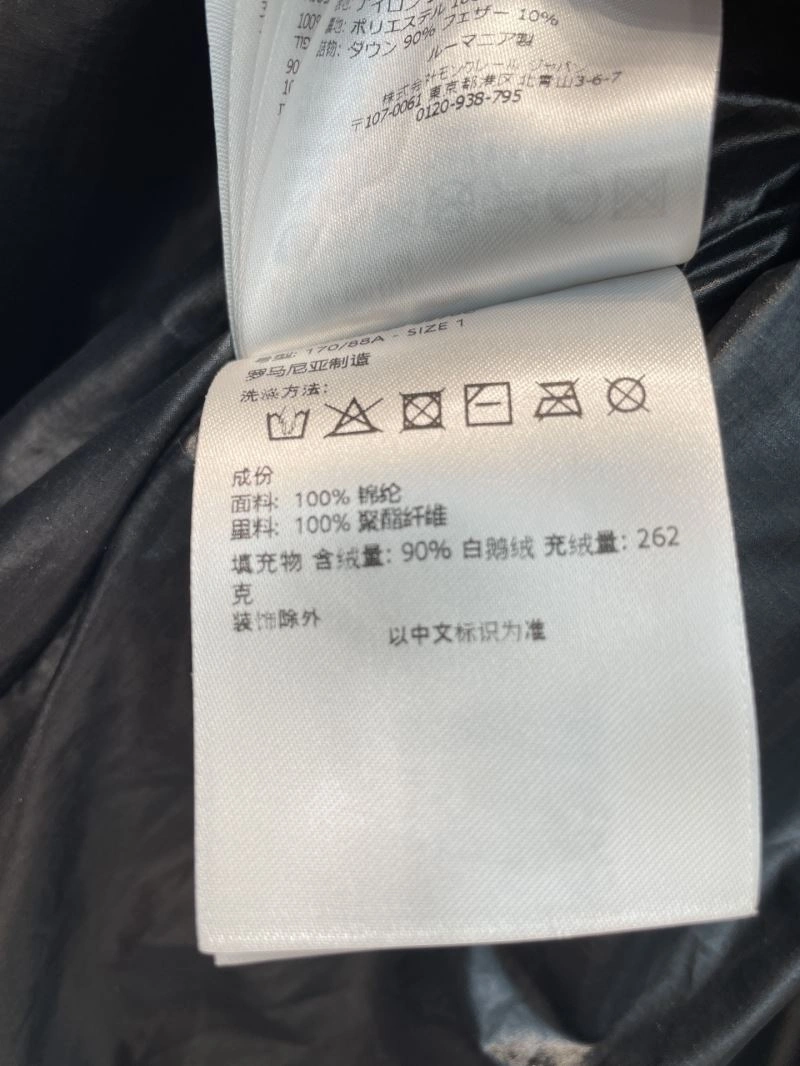 裏地: ポリエステル 100
詰物: ダウン 90% フェザー 10%
ルーマニア製
株式会社モンクレール ジャパン
〒107-0061 東京都港区 北青山3-6-7
0120-938-795
号型: 170/88A - SIZE 1
罗马尼亚制造
洗涤方法:
成份
面料: 100% 锦纶
里料: 100% 聚酯纤维
填充物 含绒量: 90% 白鹅绒 充绒量: 262
克
装饰除外
以中文标识为准